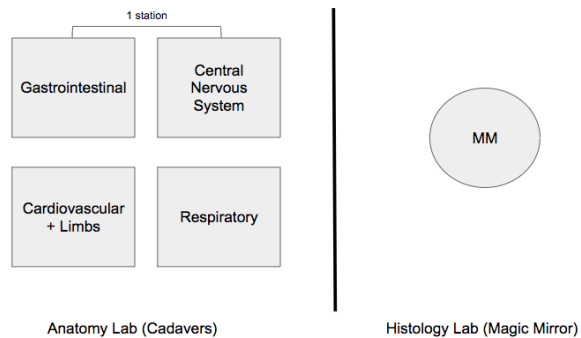 1 station
Gastrointestinal
Central
Nervous
System
MM
Cardiovascular
+ Limbs
Respiratory
Anatomy Lab (Cadavers)
Histology Lab (Magic Mirror)